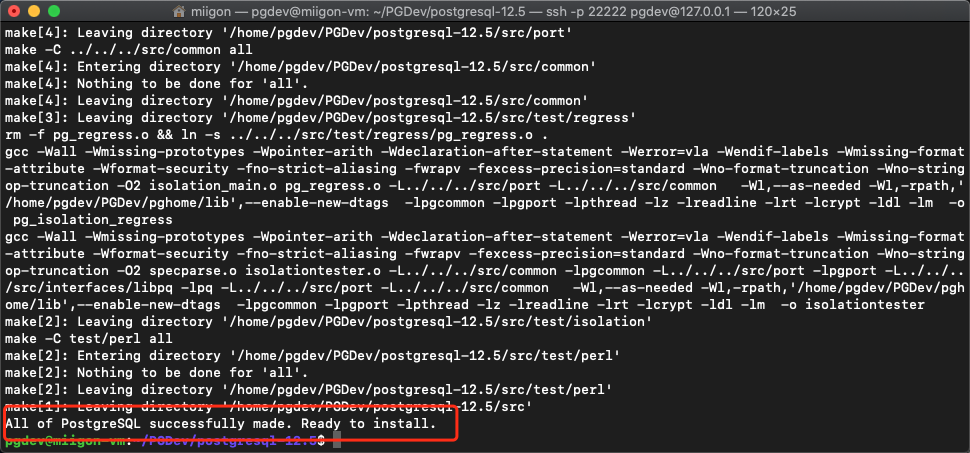 miigon — pgdev@miigon-vm: ~/PGDev/postgresql-12.5 — ssh -p 22222 pgdev@127.0.0.1 — 120×25
make[4]: Leaving directory '/home/pgdev/PGDev/postgresql-12.5/src/port'
make -C ../../../src/common all
make[4]: Entering directory '/home/pgdev/PGDev/postgresql-12.5/src/common'
make[4]: Nothing to be done for 'all'.
make[4]: Leaving directory '/home/pgdev/PGDev/postgresql-12.5/src/common'
make[3]: Leaving directory '/home/pgdev/PGDev/postgresql-12.5/src/test/regress'
rm -f pg_regress.o && ln -s ../../../src/test/regress/pg_regress.o .
gcc -Wall -Wmissing-prototypes -Wpointer-arith -Wdeclaration-after-statement -Werror=vla -Wendif-labels -Wmissing-format
-attribute -Wformat-security -fno-strict-aliasing -fwrapv -fexcess-precision=standard -Wno-format-truncation -Wno-string
op-truncation -O2 isolation_main.o pg_regress.o -L../../../src/port -L../../../src/common   -Wl,--as-needed -Wl,-rpath,'
/home/pgdev/PGDev/pghome/lib',--enable-new-dtags  -lpgcommon -lpgport -lpthread -lz -lreadline -lrt -lcrypt -ldl -lm  -o
 pg_isolation_regress
gcc -Wall -Wmissing-prototypes -Wpointer-arith -Wdeclaration-after-statement -Werror=vla -Wendif-labels -Wmissing-format
-attribute -Wformat-security -fno-strict-aliasing -fwrapv -fexcess-precision=standard -Wno-format-truncation -Wno-string
op-truncation -O2 specparse.o isolationtester.o -L../../../src/common -lpgcommon -L../../../src/port -lpgport -L../../..
/src/interfaces/libpq -lpq -L../../../src/port -L../../../src/common   -Wl,--as-needed -Wl,-rpath,'/home/pgdev/PGDev/pgh
ome/lib',--enable-new-dtags  -lpgcommon -lpgport -lpthread -lz -lreadline -lrt -lcrypt -ldl -lm  -o isolationtester
make[2]: Leaving directory '/home/pgdev/PGDev/postgresql-12.5/src/test/isolation'
make -C test/perl all
make[2]: Entering directory '/home/pgdev/PGDev/postgresql-12.5/src/test/perl'
make[2]: Nothing to be done for 'all'.
make[2]: Leaving directory '/home/pgdev/PGDev/postgresql-12.5/src/test/perl'
make[1]: Leaving directory '/home/pgdev/PGDev/postgresql-12.5/src'
All of PostgreSQL successfully made. Ready to install.
pgdev@miigon-vm:~/PGDev/postgresql-12.5$